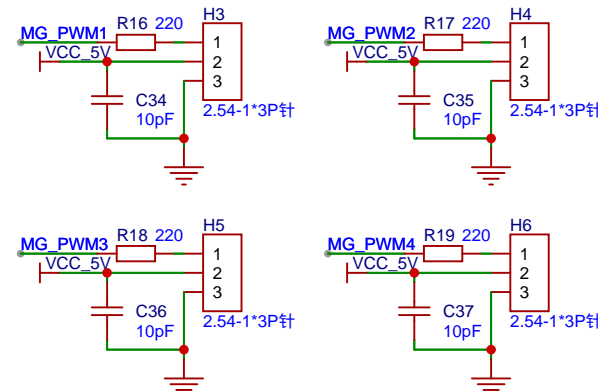 H3
R16 220
MG_PWM1
VCC_5V
1
2
3
C34
10pF
2.54-1*3P针
H4
R17 220
MG_PWM2
VCC_5V
1
2
3
C35
10pF
2.54-1*3P针
H5
R18 220
MG_PWM3
VCC_5V
1
2
3
C36
10pF
2.54-1*3P针
H6
R19 220
MG_PWM4
VCC_5V
1
2
3
C37
10pF
2.54-1*3P针